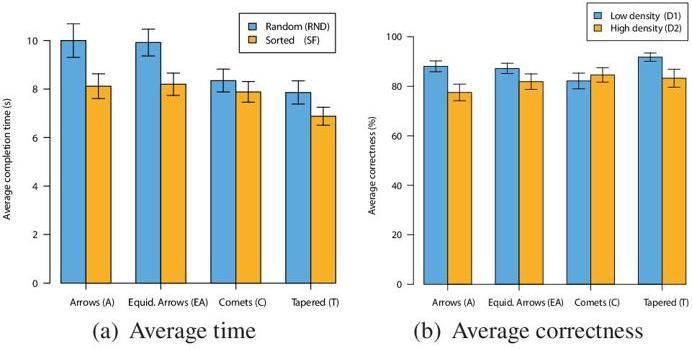 Random (RND)
Sorted (SF)
Average completion time (s)
10
8
6
4
2
0
Arrows (A) Equid. Arrows (EA) Comets (C) Tapered (T)
(a) Average time
Low density (D1)
High density (D2)
Average correctness (%)
100
80
60
40
20
0
Arrows (A) Equid. Arrows (EA) Comets (C) Tapered (T)
(b) Average correctness